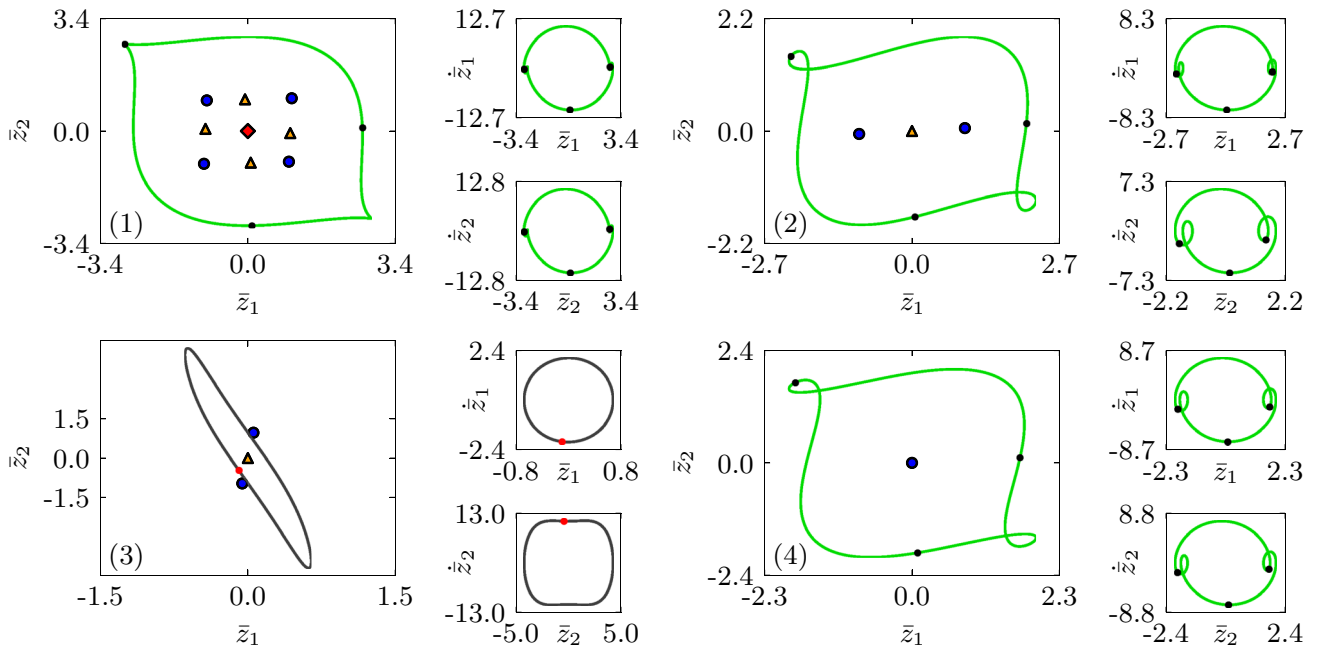 3.4
0.0
-3.4
z̄₂
(1)
-3.4 0.0 3.4
z̄₁
12.7
-12.7
ż̄₁
-3.4 z̄₁ 3.4
12.8
-12.8
ż̄₂
-3.4 z̄₂ 3.4
2.2
0.0
-2.2
z̄₂
(2)
-2.7 0.0 2.7
z̄₁
8.3
-8.3
ż̄₁
-2.7 z̄₁ 2.7
7.3
-7.3
ż̄₂
-2.2 z̄₂ 2.2
1.5
0.0
-1.5
z̄₂
(3)
-1.5 0.0 1.5
z̄₁
2.4
-2.4
ż̄₁
-0.8 z̄₁ 0.8
13.0
-13.0
ż̄₂
-5.0 z̄₂ 5.0
2.4
0.0
-2.4
z̄₂
(4)
-2.3 0.0 2.3
z̄₁
8.7
-8.7
ż̄₁
-2.3 z̄₁ 2.3
8.8
-8.8
ż̄₂
-2.4 z̄₂ 2.4